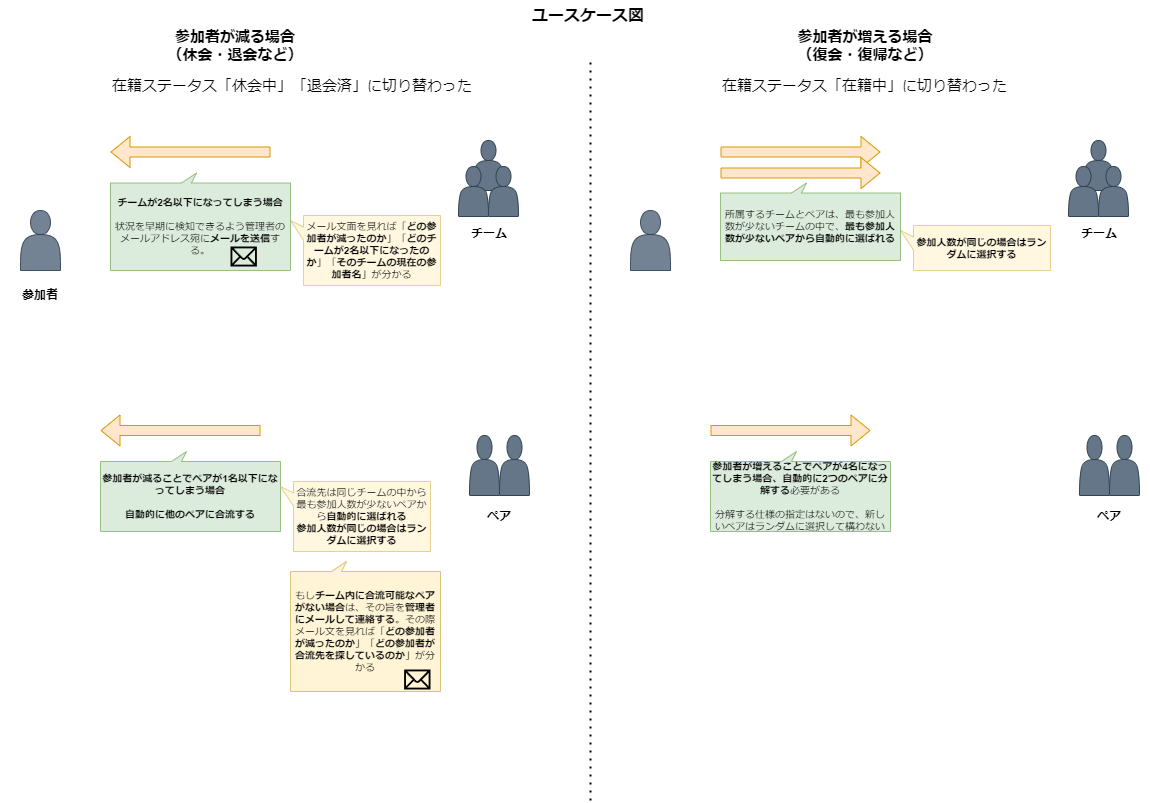 ユースケース図
参加者が減る場合
（休会・退会など）
在籍ステータス「休会中」「退会済」に切り替わった
チームが2名以下になってしまう場合
状況を早期に検知できるよう管理者の
メールアドレス宛にメールを送信す
る。
メール文面を見れば「どの参
加者が減ったのか」「どのチ
ームが2名以下になったの
か」「そのチームの現在の参
加者名」が分かる
チーム
参加者
参加者が減ることでペアが1名以下にな
ってしまう場合
自動的に他のペアに合流する
合流先は同じチームの中から
最も参加人数が少ないペアか
ら自動的に選ばれる
参加人数が同じの場合はラン
ダムに選択する
ペア
もしチーム内に合流可能なペア
がない場合は、その旨を管理者
にメールして連絡する。その際
メール文を見れば「どの参加者
が減ったのか」「どの参加者が
合流先を探しているのか」が分
かる
参加者が増える場合
（復会・復帰など）
在籍ステータス「在籍中」に切り替わった
所属するチームとペアは、最も参加人
数が少ないチームの中で、最も参加人
数が少ないペアから自動的に選ばれる
参加人数が同じの場合はラン
ダムに選択する
チーム
参加者が増えることでペアが4名になっ
てしまう場合、自動的に2つのペアに分
解する必要がある
分解する仕様の指定はないので、新し
いペアはランダムに選択して構わない
ペア